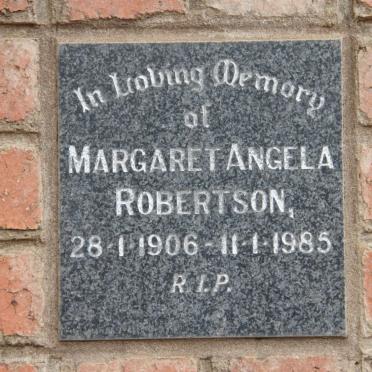 In Loving Memory
of
MARGARET ANGELA
ROBERTSON,
28-1-1906-11-1-1985
R.I.P.